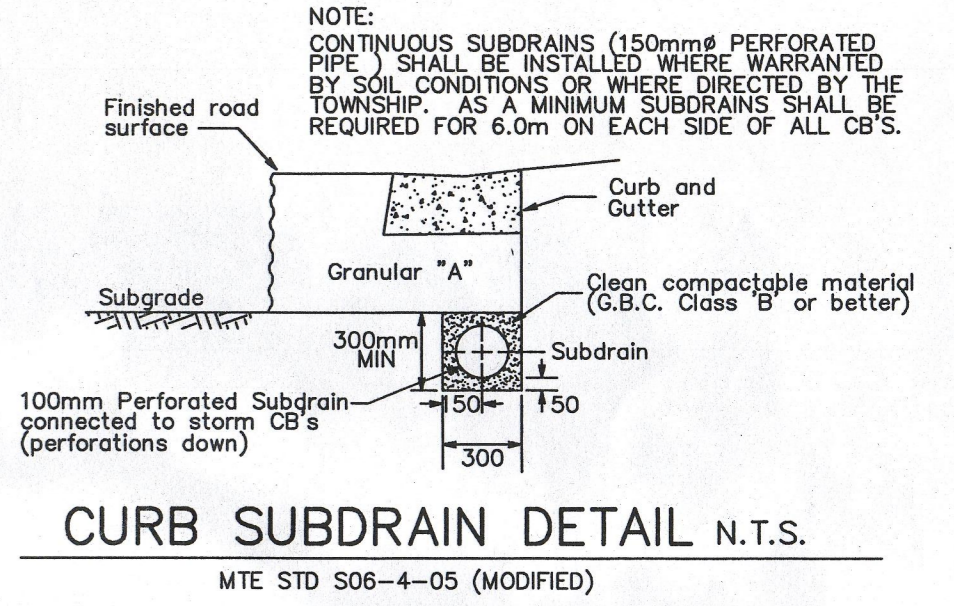 NOTE:
CONTINUOUS SUBDRAINS (150mmø PERFORATED
PIPE ) SHALL BE INSTALLED WHERE WARRANTED
BY SOIL CONDITIONS OR WHERE DIRECTED BY THE
TOWNSHIP. AS A MINIMUM SUBDRAINS SHALL BE
REQUIRED FOR 6.0m ON EACH SIDE OF ALL CB'S.
Finished road
surface
Curb and
Gutter
Granular "A"
Clean compactable material
(G.B.C. Class 'B' or better)
Subgrade
300mm
MIN
Subdrain
100mm Perforated Subdrain
connected to storm CB's
(perforations down)
150
50
300
CURB SUBDRAIN DETAIL N.T.S.
MTE STD S06-4-05 (MODIFIED)